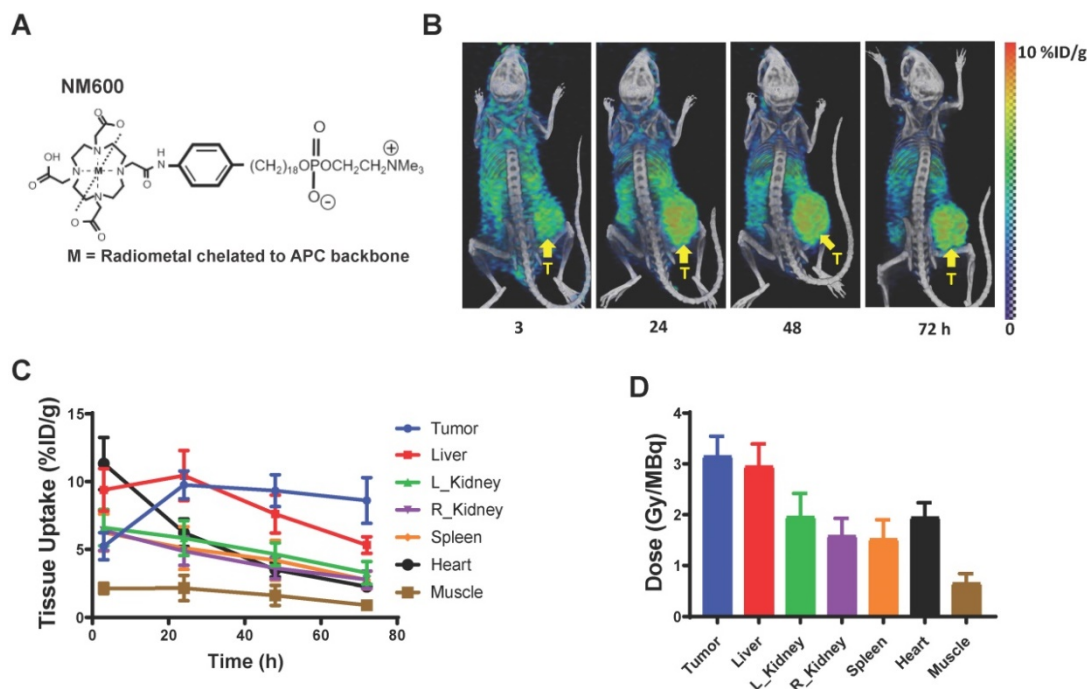 A
NM600
O
O
O
OH
N
N
N
N
M
O
O
O
O
N
H
(CH₂)₁₈OPOCH₂CH₂NMe₃
O
O
⊖
⊕
M = Radiometal chelated to APC backbone
B
10 %ID/g
0
T
T
T
T
3
24
48
72 h
C
Tissue Uptake (%ID/g)
15
10
5
0
0
20
40
60
80
Time (h)
Tumor
Liver
L_Kidney
R_Kidney
Spleen
Heart
Muscle
D
Dose (Gy/MBq)
4
3
2
1
0
Tumor
Liver
L_Kidney
R_Kidney
Spleen
Heart
Muscle